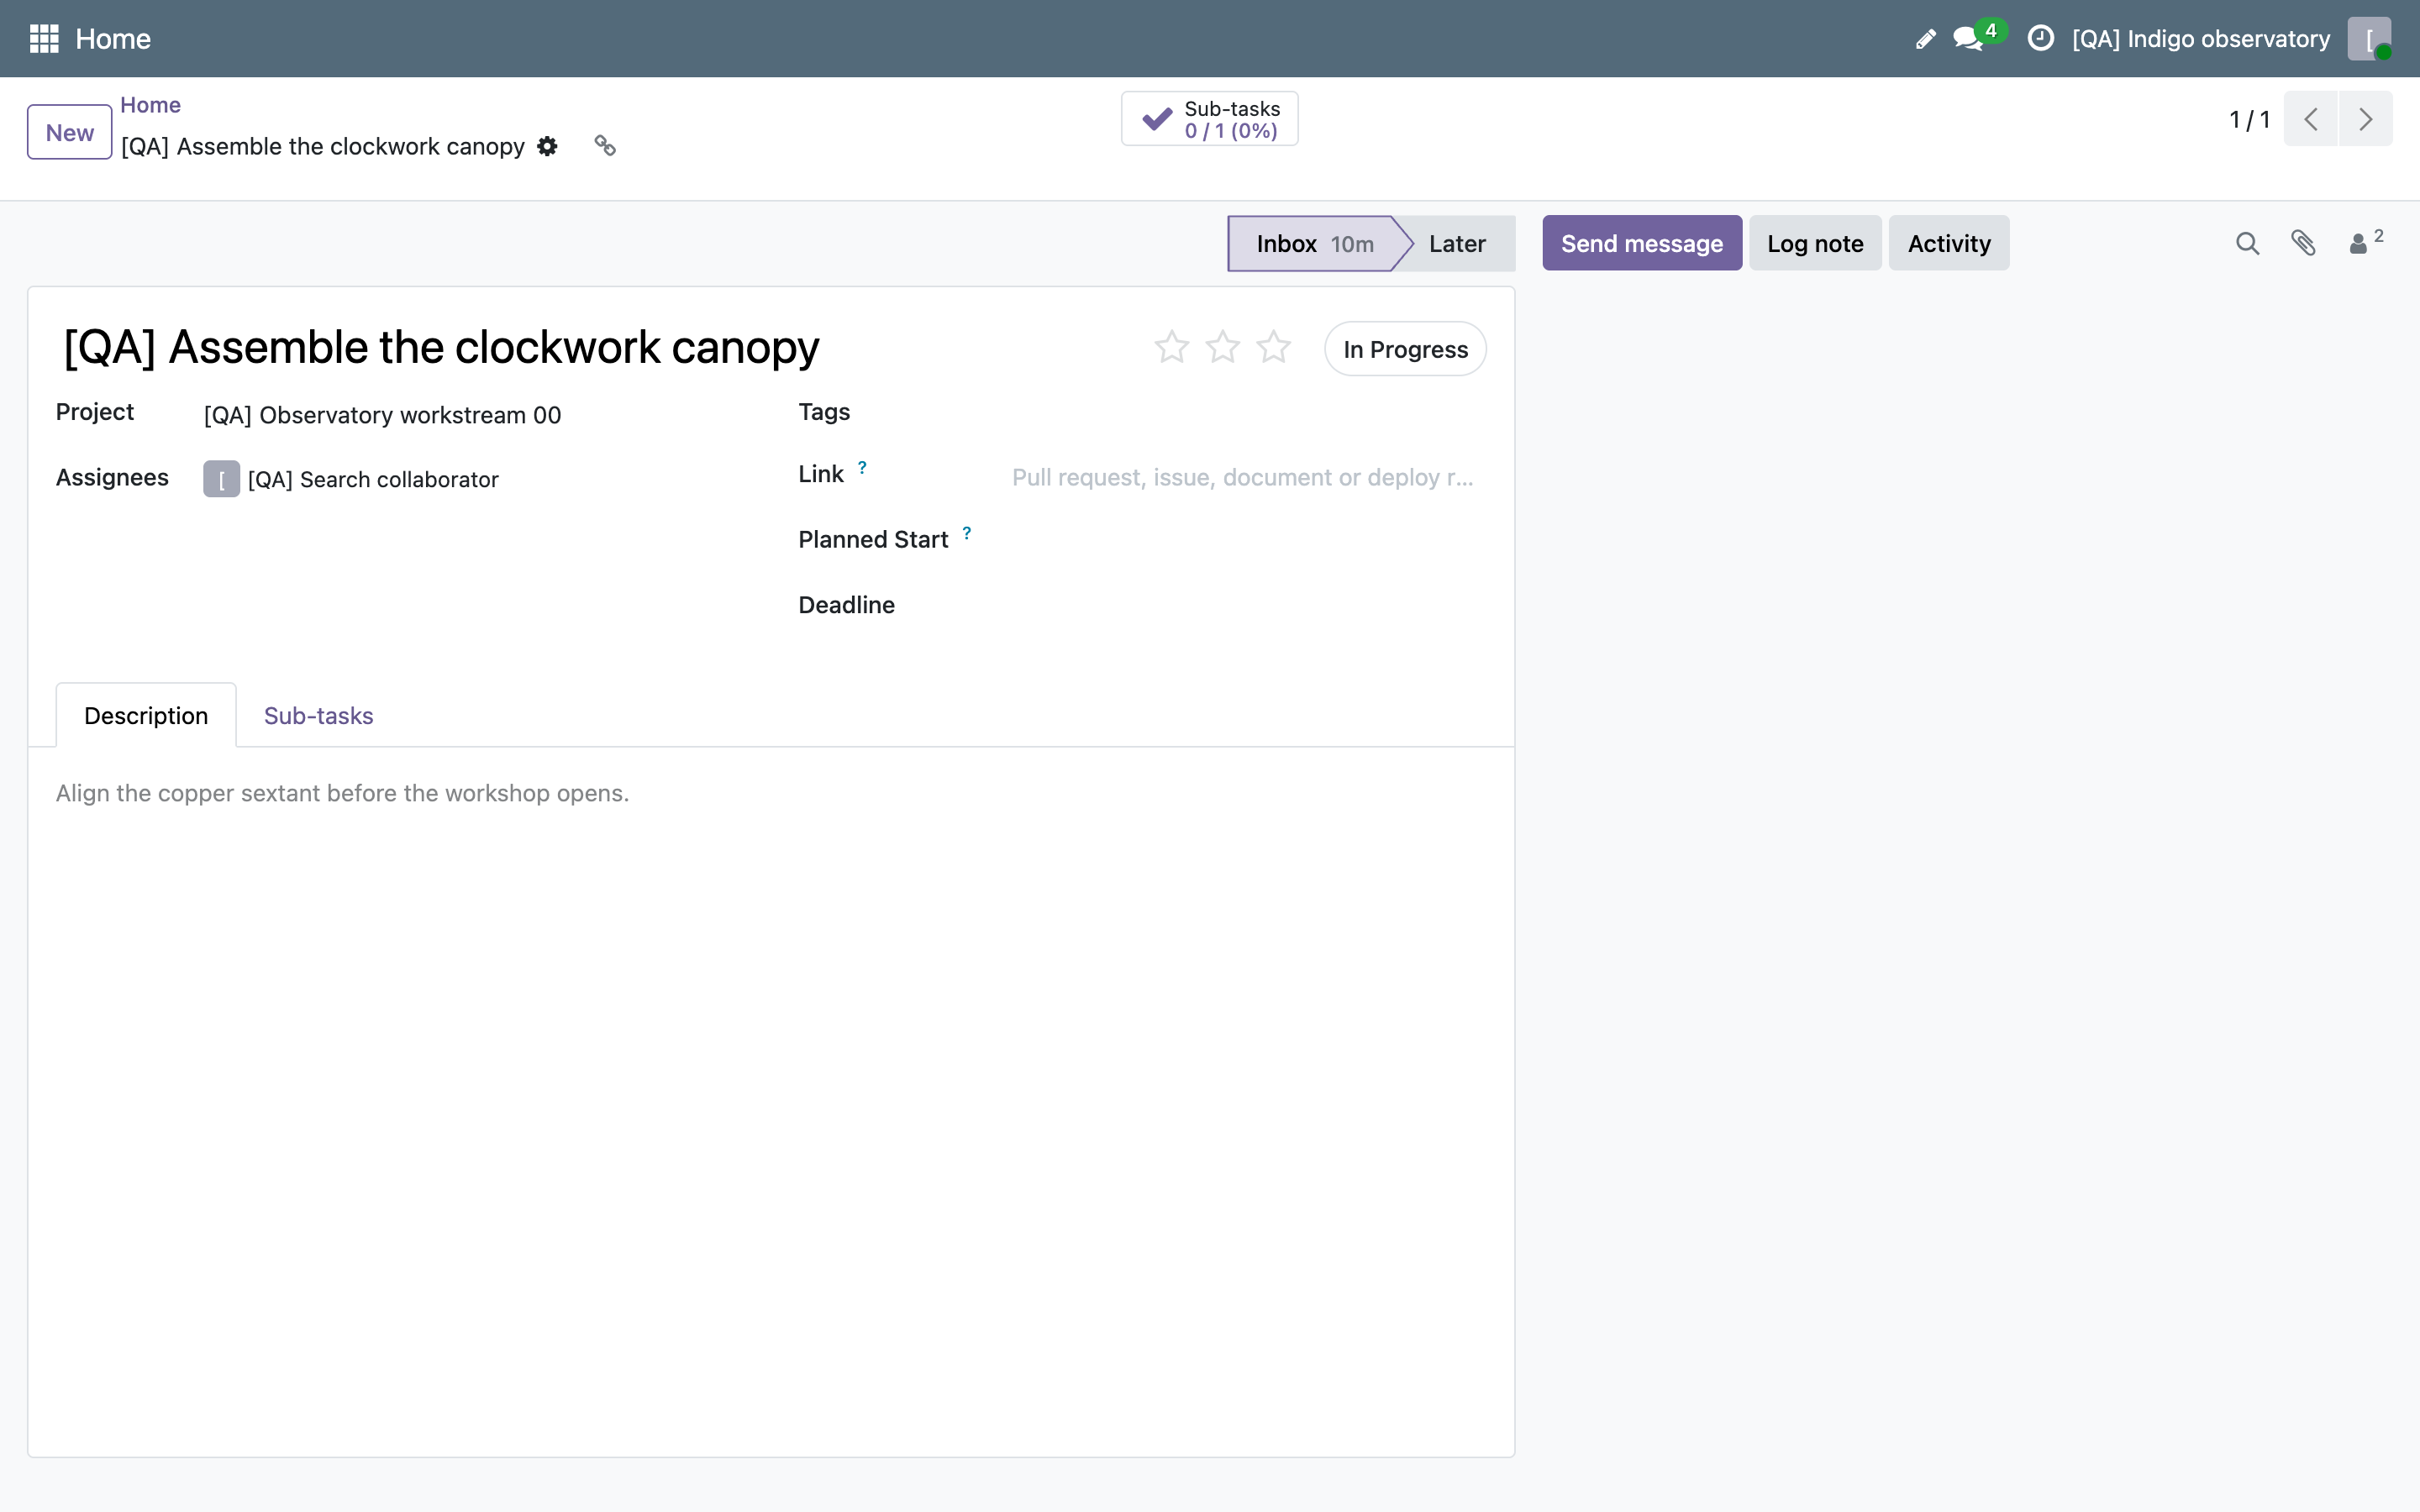 Home
4
[QA] Indigo observatory
[
New
Home
[QA] Assemble the clockwork canopy
Sub-tasks
0 / 1 (0%)
1 / 1
Inbox 10m
Later
Send message
Log note
Activity
2
[QA] Assemble the clockwork canopy
In Progress
Project
[QA] Observatory workstream 00
Tags
Assignees
[
[QA] Search collaborator
Link ?
Pull request, issue, document or deploy r...
Planned Start ?
Deadline
Description
Sub-tasks
Align the copper sextant before the workshop opens.